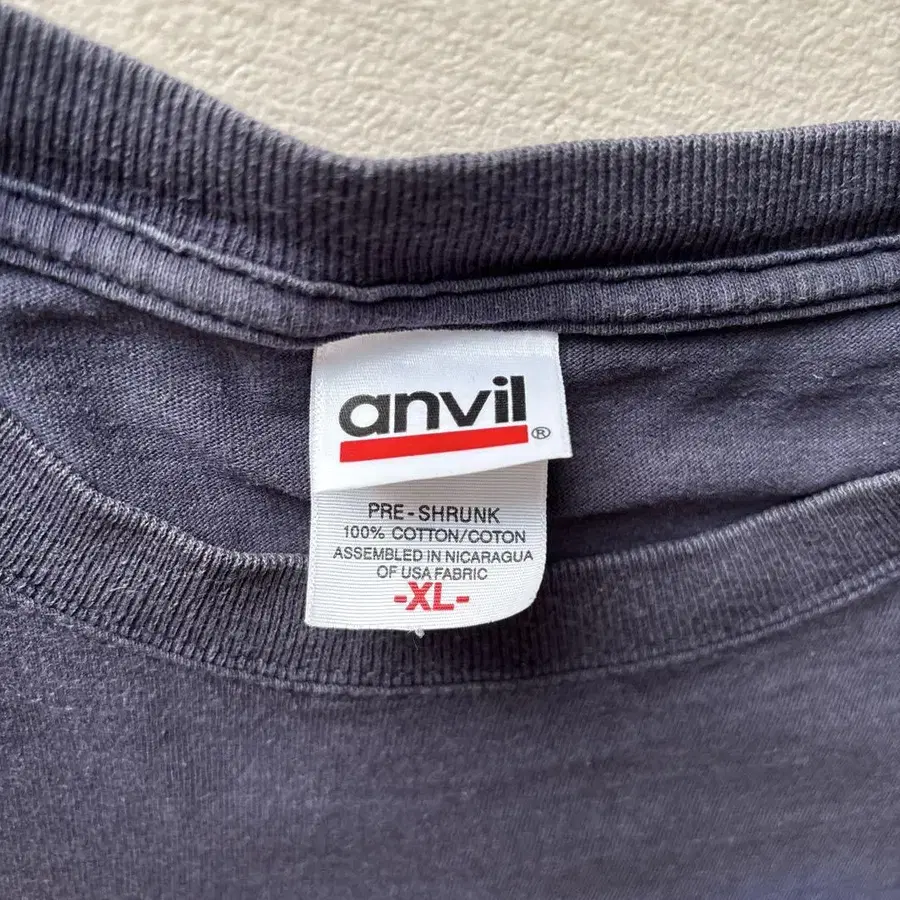 anvil®
PRE-SHRUNK
100% COTTON/COTON
ASSEMBLED IN NICARAGUA
OF USA FABRIC
-XL-